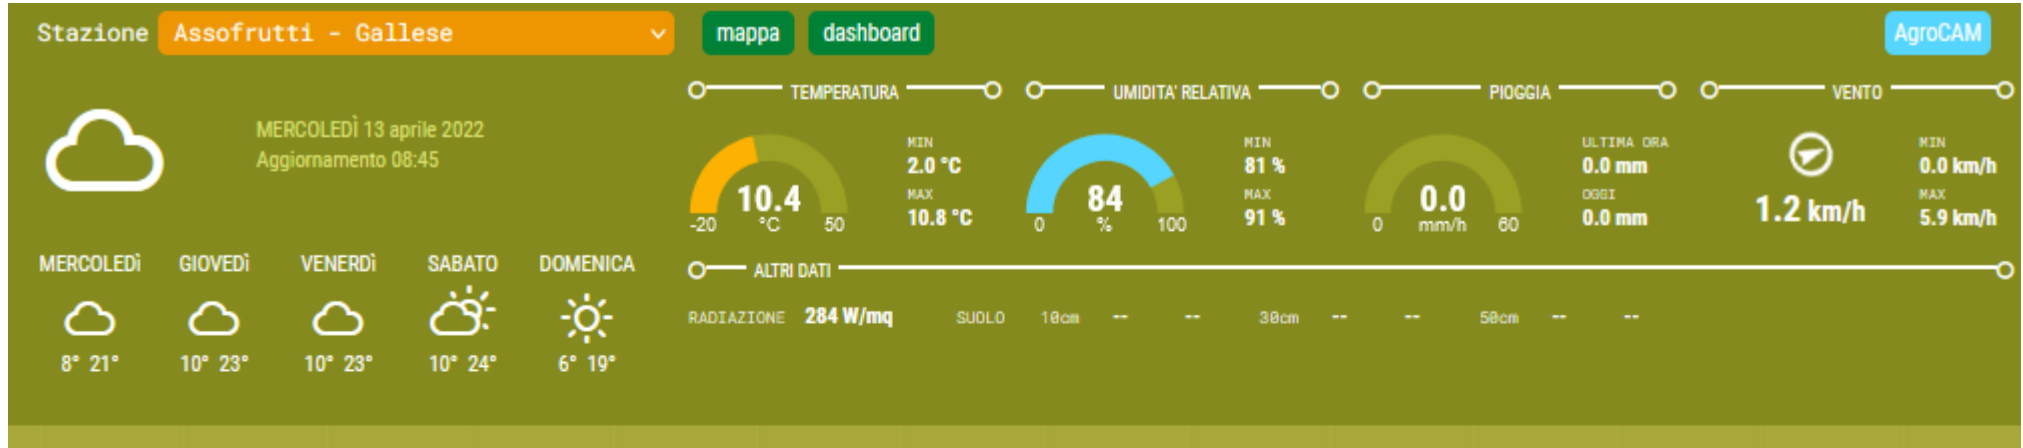 Stazione Assofrutti - Gallese mappa dashboard AgroCAM
MERCOLEDÌ 13 aprile 2022
Aggiornamento 08:45
TEMPERATURA
10.4
°C
-20 50
MIN
2.0 °C
MAX
10.8 °C
UMIDITA' RELATIVA
84
%
0 100
MIN
81 %
MAX
91 %
PIOGGIA
0.0
mm/h
0 60
ULTIMA ORA
0.0 mm
OGGI
0.0 mm
VENTO
1.2 km/h
MIN
0.0 km/h
MAX
5.9 km/h
MERCOLEDì GIOVEDì VENERDì SABATO DOMENICA
8° 21° 10° 23° 10° 23° 10° 24° 6° 19°
ALTRI DATI
RADIAZIONE 284 W/mq SUOLO 10cm -- -- 30cm -- -- 50cm -- --